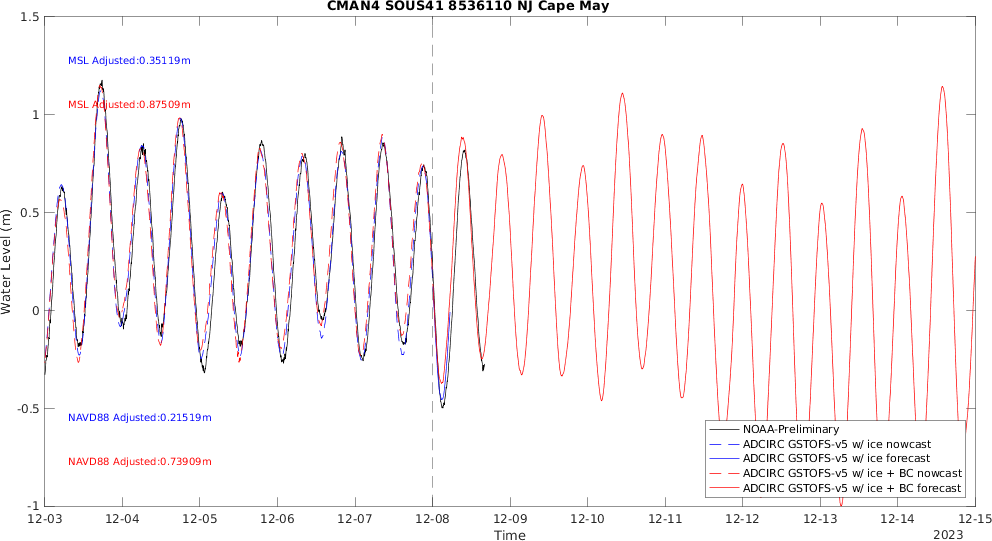 CMAN4 SOUS41 8536110 NJ Cape May
1.5
MSL Adjusted:0.35119m
MSL Adjusted:0.87509m
1
0.5
Water Level (m)
0
-0.5
NAVD88 Adjusted:0.21519m
NAVD88 Adjusted:0.73909m
NOAA-Preliminary
ADCIRC GSTOFS-v5 w/ ice nowcast
ADCIRC GSTOFS-v5 w/ ice forecast
ADCIRC GSTOFS-v5 w/ ice + BC nowcast
ADCIRC GSTOFS-v5 w/ ice + BC forecast
-1
12-03 12-04 12-05 12-06 12-07 12-08 12-09 12-10 12-11 12-12 12-13 12-14 12-15
Time
2023